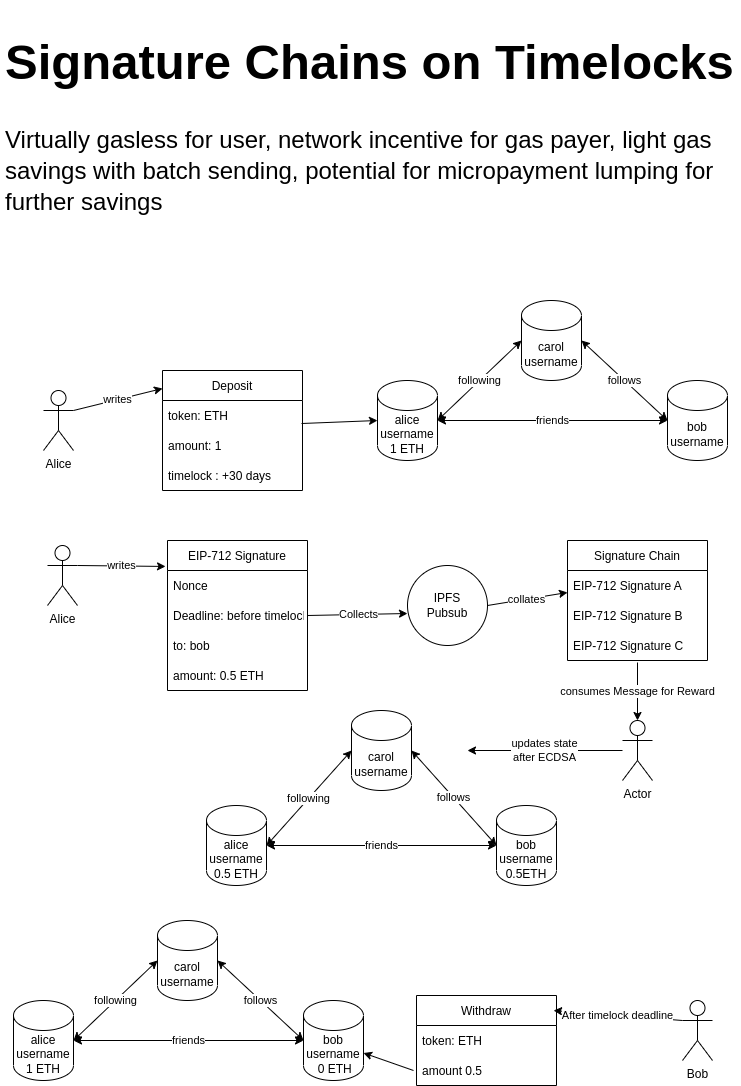 Signature Chains on Timelocks
Virtually gasless for user, network incentive for gas payer, light gas
savings with batch sending, potential for micropayment lumping for
further savings
carol
username
following
follows
Deposit
writes
token: ETH
amount: 1
timelock : +30 days
Alice
alice
username
1 ETH
friends
bob
username
EIP-712 Signature
writes
Nonce
Deadline: before timeloc
to: bob
amount: 0.5 ETH
Alice
Collects
IPFS
Pubsub
collates
Signature Chain
EIP-712 Signature A
EIP-712 Signature B
EIP-712 Signature C
consumes Message for Reward
Actor
updates state
after ECDSA
carol
username
following
follows
alice
username
0.5 ETH
friends
bob
username
0.5ETH
carol
username
following
follows
alice
username
1 ETH
friends
bob
username
0 ETH
Withdraw
token: ETH
amount 0.5
After timelock deadline
Bob